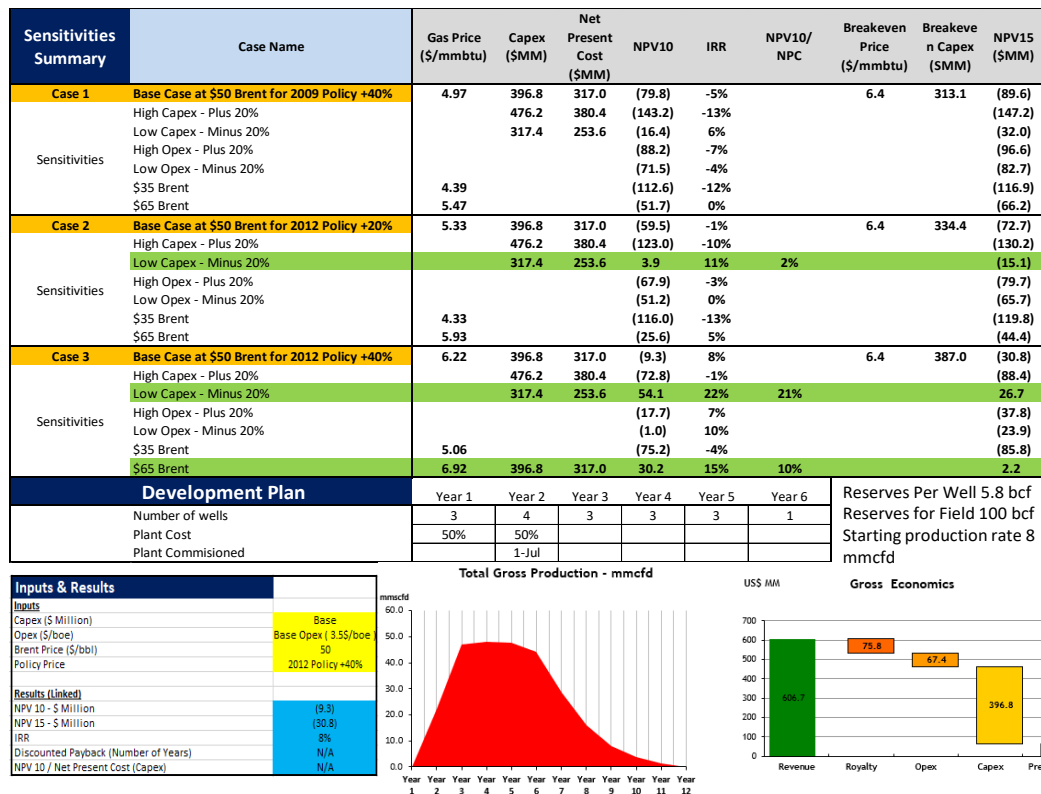 Sensitivities Summary Case Name Gas Price ($/mmbtu) Capex ($MM) Net Present Cost ($MM) NPV10 IRR NPV10/ NPC Breakeven Price ($/mmbtu) Breakeve n Capex ($MM) NPV15 ($MM)
Case 1 Base Case at $50 Brent for 2009 Policy +40% 4.97 396.8 317.0 (79.8) -5% 6.4 313.1 (89.6)
High Capex - Plus 20% 476.2 380.4 (143.2) -13% (147.2)
Low Capex - Minus 20% 317.4 253.6 (16.4) 6% (32.0)
High Opex - Plus 20% (88.2) -7% (96.6)
Sensitivities
Low Opex - Minus 20% (71.5) -4% (82.7)
$35 Brent 4.39 (112.6) -12% (116.9)
$65 Brent 5.47 (51.7) 0% (66.2)
Case 2 Base Case at $50 Brent for 2012 Policy +20% 5.33 396.8 317.0 (59.5) -1% 6.4 334.4 (72.7)
High Capex - Plus 20% 476.2 380.4 (123.0) -10% (130.2)
Low Capex - Minus 20% 317.4 253.6 3.9 11% 2% (15.1)
High Opex - Plus 20% (67.9) -3% (79.7)
Sensitivities
Low Opex - Minus 20% (51.2) 0% (65.7)
$35 Brent 4.33 (116.0) -13% (119.8)
$65 Brent 5.93 (25.6) 5% (44.4)
Case 3 Base Case at $50 Brent for 2012 Policy +40% 6.22 396.8 317.0 (9.3) 8% 6.4 387.0 (30.8)
High Capex - Plus 20% 476.2 380.4 (72.8) -1% (88.4)
Low Capex - Minus 20% 317.4 253.6 54.1 22% 21% 26.7
High Opex - Plus 20% (17.7) 7% (37.8)
Sensitivities
Low Opex - Minus 20% (1.0) 10% (23.9)
$35 Brent 5.06 (75.2) -4% (85.8)
$65 Brent 6.92 396.8 317.0 30.2 15% 10% 2.2
Development Plan Year 1 Year 2 Year 3 Year 4 Year 5 Year 6
Number of wells 3 4 3 3 3 1
Plant Cost 50% 50%
Plant Commisioned 1-Jul
Reserves Per Well 5.8 bcf
Reserves for Field 100 bcf
Starting production rate 8
mmcfd
Inputs & Results
Inputs
Capex ($ Million) Base
Opex ($/boe) Base Opex ( 3.5$/boe )
Brent Price ($/bbl) 50
Policy Price 2012 Policy +40%
Results (Linked)
NPV 10 - $ Million (9.3)
NPV 15 - $ Million (30.8)
IRR 8%
Discounted Payback (Number of Years) N/A
NPV 10 / Net Present Cost (Capex) N/A
Total Gross Production - mmcfd
mmscfd
60.0
50.0
40.0
30.0
20.0
10.0
0.0
Year Year Year Year Year Year Year Year Year Year Year Year
1 2 3 4 5 6 7 8 9 10 11 12
US$ MM Gross Economics
700
600
500
400
300
200
100
0
606.7
75.8
67.4
396.8
Revenue Royalty Opex Capex Pre